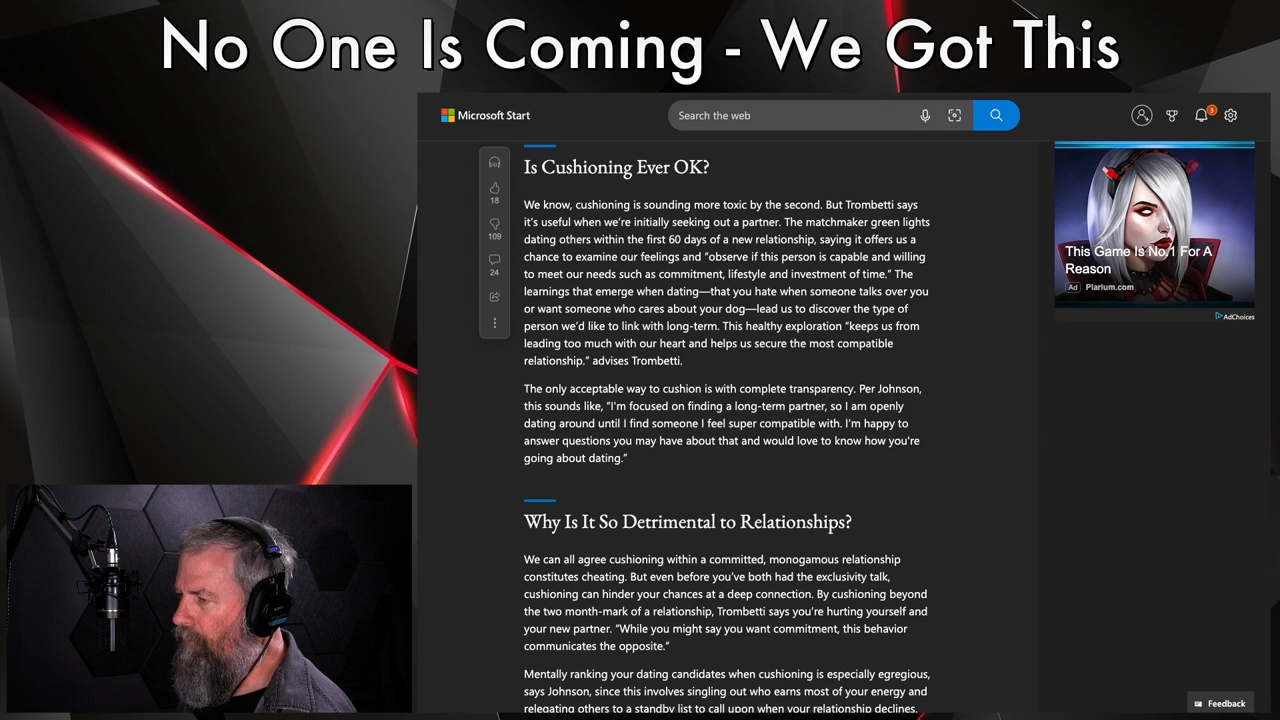 No One Is Coming - We Got This
Microsoft Start
Search the web
3
Is Cushioning Ever OK?
18
109
24
We know, cushioning is sounding more toxic by the second. But Trombetti says
it's useful when we're initially seeking out a partner. The matchmaker green lights
dating others within the first 60 days of a new relationship, saying it offers us a
chance to examine our feelings and "observe if this person is capable and willing
to meet our needs such as commitment, lifestyle and investment of time." The
learnings that emerge when dating—that you hate when someone talks over you
or want someone who cares about your dog—lead us to discover the type of
person we'd like to link with long-term. This healthy exploration "keeps us from
leading too much with our heart and helps us secure the most compatible
relationship." advises Trombetti.
The only acceptable way to cushion is with complete transparency. Per Johnson,
this sounds like, "I'm focused on finding a long-term partner, so I am openly
dating around until I find someone I feel super compatible with. I'm happy to
answer questions you may have about that and would love to know how you're
going about dating."
Why Is It So Detrimental to Relationships?
We can all agree cushioning within a committed, monogamous relationship
constitutes cheating. But even before you've both had the exclusivity talk,
cushioning can hinder your chances at a deep connection. By cushioning beyond
the two month-mark of a relationship, Trombetti says you're hurting yourself and
your new partner. "While you might say you want commitment, this behavior
communicates the opposite."
Mentally ranking your dating candidates when cushioning is especially egregious,
says Johnson, since this involves singling out who earns most of your energy and
relegating others to a standby list to call upon when your relationship declines.
This Game Is No.1 For A
Reason
Ad Plarium.com
AdChoices
Feedback